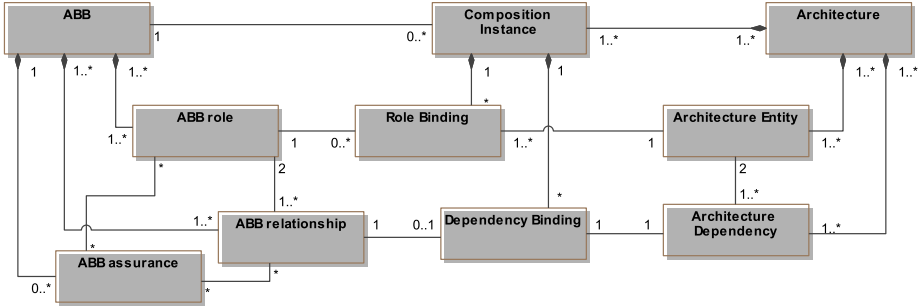 ABB
Composition
Instance
Architecture
1
0..*
1..*
1..*
1
1..*
1..*
1
1
1..*
1..*
ABB role
Role Binding
Architecture Entity
*
1..*
1
0..*
1..*
1
1..*
*
2
2
1..*
*
1..*
ABB relationship
Dependency Binding
Architecture
Dependency
1..*
1
0..1
1
1
1..*
*
ABB assurance
*
0..*
*